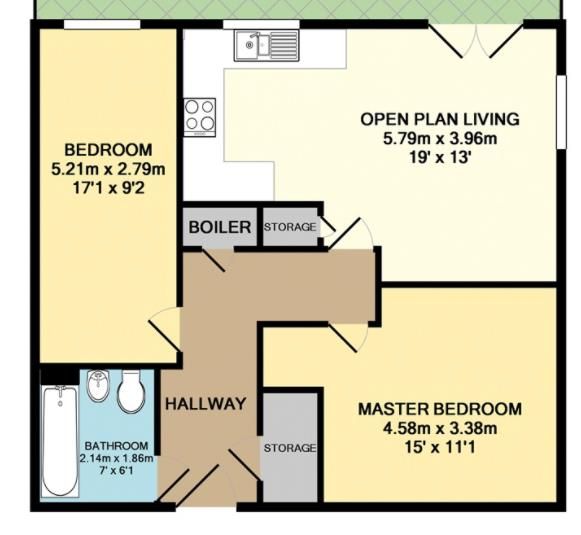 BEDROOM
5.21m x 2.79m
17'1 x 9'2
OPEN PLAN LIVING
5.79m x 3.96m
19' x 13'
BOILER
STORAGE
HALLWAY
BATHROOM
2.14m x 1.86m
7' x 6'1
STORAGE
MASTER BEDROOM
4.58m x 3.38m
15' x 11'1